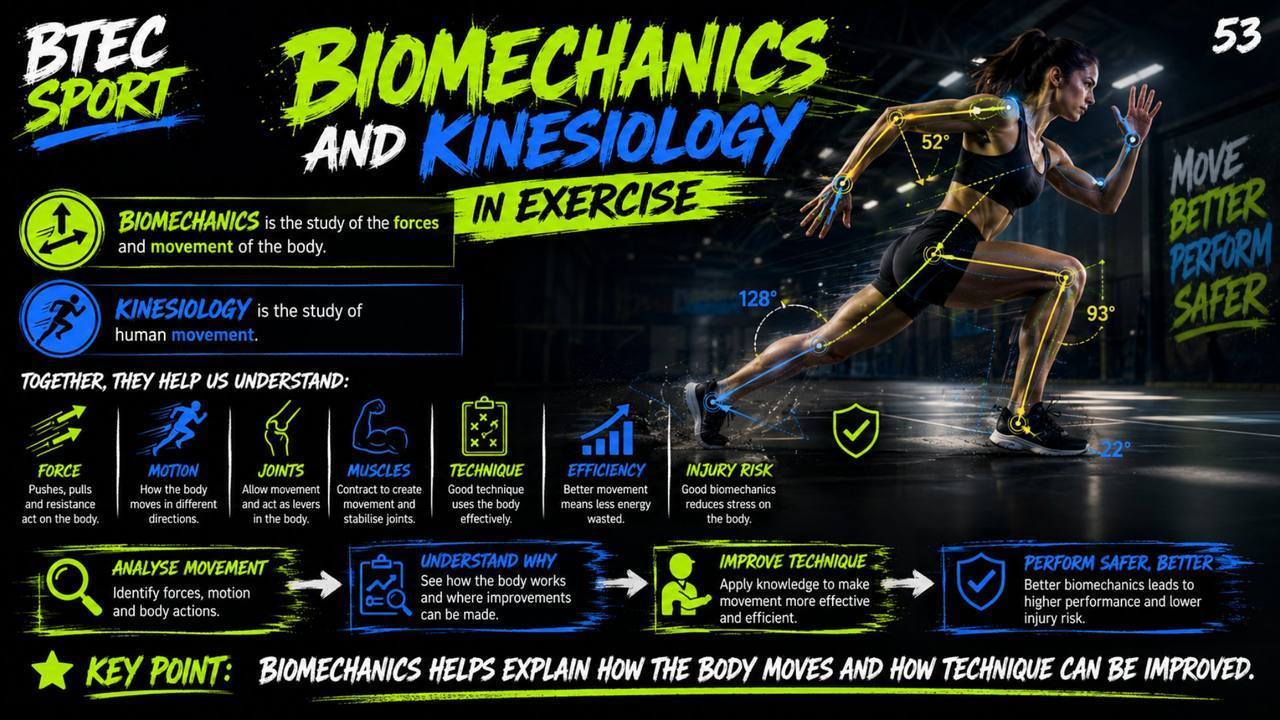 BTEC
SPORT
53
BIOMECHANICS
AND KINESIOLOGY
IN EXERCISE
BIOMECHANICS is the study of the forces
and movement of the body.
KINESIOLOGY is the study of
human movement.
52°
128°
93°
22°
MOVE
BETTER
PERFORM
SAFER
TOGETHER, THEY HELP US UNDERSTAND:
FORCE
Pushes, pulls
and resistance
act on the body.
MOTION
How the body
moves in different
directions.
JOINTS
Allow movement
and act as levers
in the body.
MUSCLES
Contract to create
movement and
stabilise joints.
TECHNIQUE
Good technique
uses the body
effectively.
EFFICIENCY
Better movement
means less energy
wasted.
INJURY RISK
Good biomechanics
reduces stress on
the body.
ANALYSE MOVEMENT
Identify forces, motion
and body actions.
UNDERSTAND WHY
See how the body works
and where improvements
can be made.
IMPROVE TECHNIQUE
Apply knowledge to make
movement more effective
and efficient.
PERFORM SAFER, BETTER
Better biomechanics leads to
higher performance and lower
injury risk.
KEY POINT: BIOMECHANICS HELPS EXPLAIN HOW THE BODY MOVES AND HOW TECHNIQUE CAN BE IMPROVED.